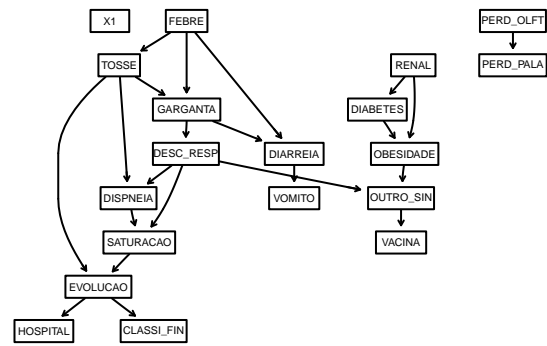 X1
FEBRE
PERD_OLFT
TOSSE
RENAL
PERD_PALA
GARGANTA
DIABETES
DESC_RESP
DIARREIA
OBESIDADE
DISPNEIA
VOMITO
OUTRO_SIN
SATURACAO
VACINA
EVOLUCAO
HOSPITAL
CLASSI_FIN